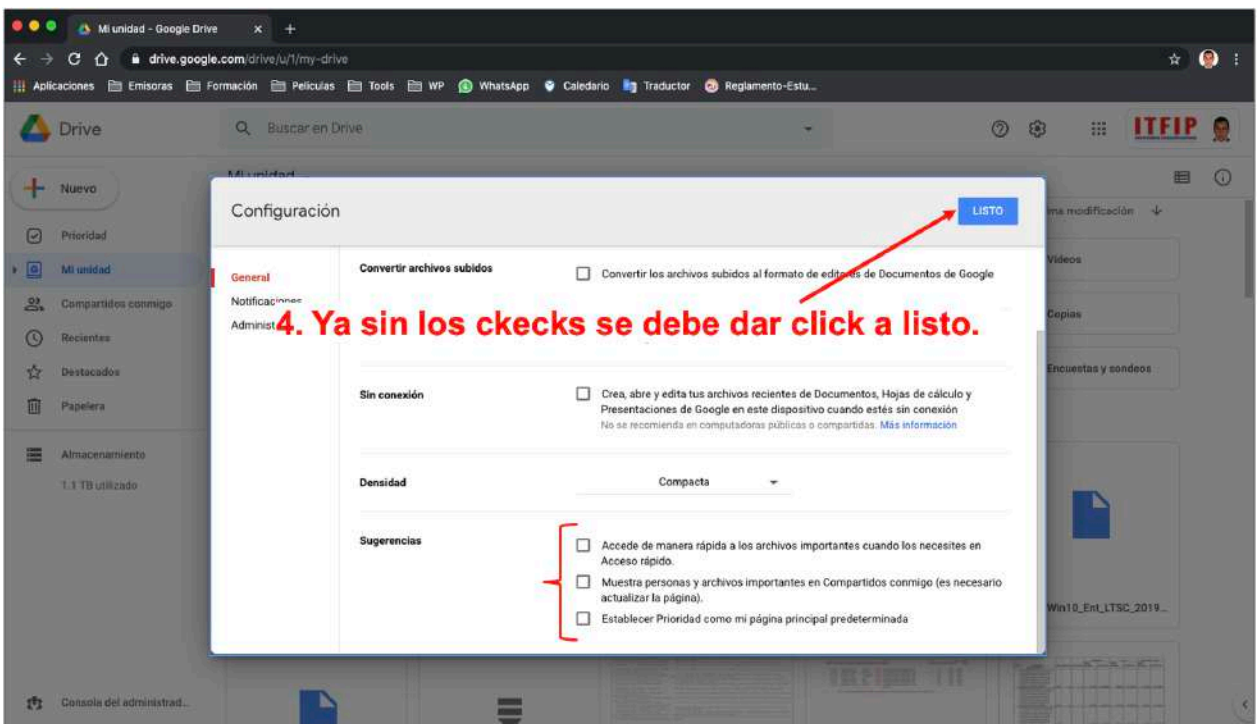 Mi unidad - Google Drive
drive.google.com/drive/u/1/my-drive
Aplicaciones Emisoras Formación Películas Tools WP WhatsApp Caledario Traductor Reglamento-Estu...
Drive
Buscar en Drive
ITFIP
Mi unidad
Nuevo
Configuración
LISTO
ma modificación
Prioridad
Mi unidad
Compartidos conmigo
Recientes
Destacados
Papelera
Almacenamiento
1.1 TB utilizado
Consola del administrad...
General
Notificaciones
Administ
Convertir archivos subidos
Convertir los archivos subidos al formato de editores de Documentos de Google
4. Ya sin los ckecks se debe dar click a listo.
Sin conexión
Crea, abre y edita tus archivos recientes de Documentos, Hojas de cálculo y
Presentaciones de Google en este dispositivo cuando estés sin conexión
No se recomienda en computadoras públicas o compartidas. Más información
Densidad
Compacta
Sugerencias
Accede de manera rápida a los archivos importantes cuando los necesites en
Acceso rápido.
Muestra personas y archivos importantes en Compartidos conmigo (es necesario
actualizar la página).
Establecer Prioridad como mi página principal predeterminada
Videos
Copias
Encuestas y sondeos
Win10_Ent_LTSC_2019...